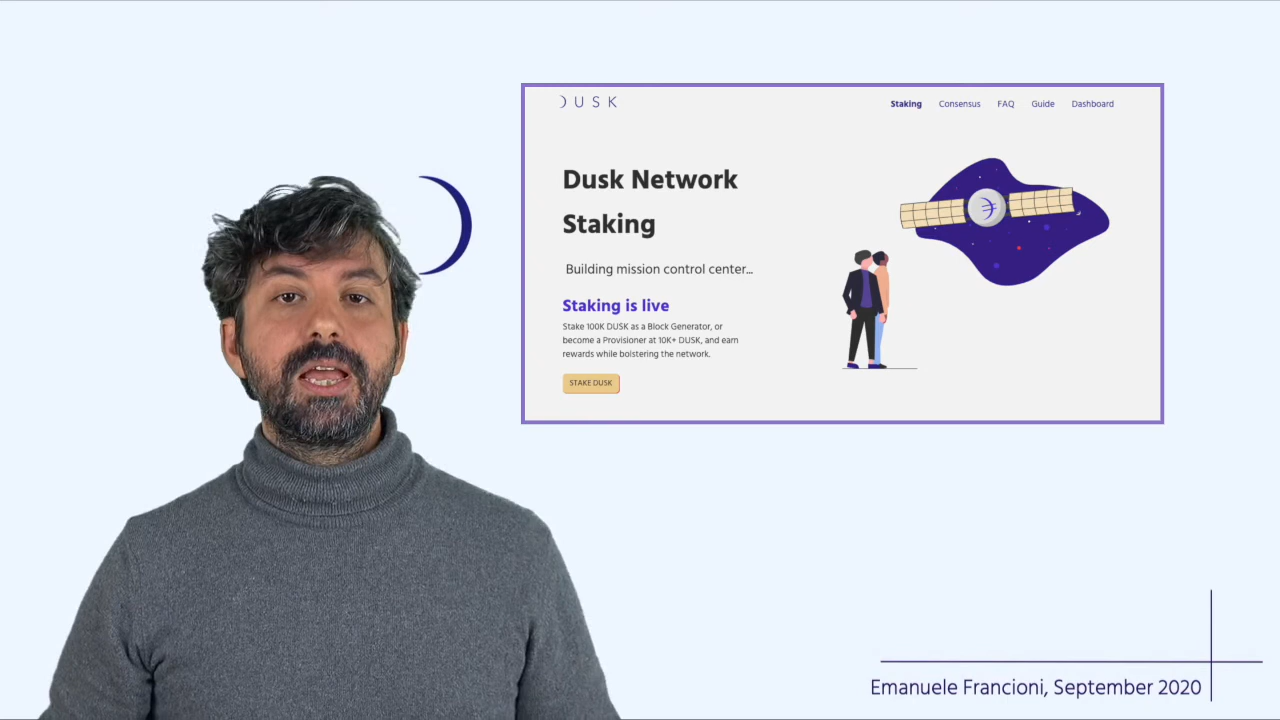 DUSK
Staking Consensus FAQ Guide Dashboard
Dusk Network
Staking
Building mission control center...
Staking is live
Stake 100K DUSK as a Block Generator, or
become a Provisioner at 10K+ DUSK, and earn
rewards while bolstering the network.
STAKE DUSK
Emanuele Francioni, September 2020